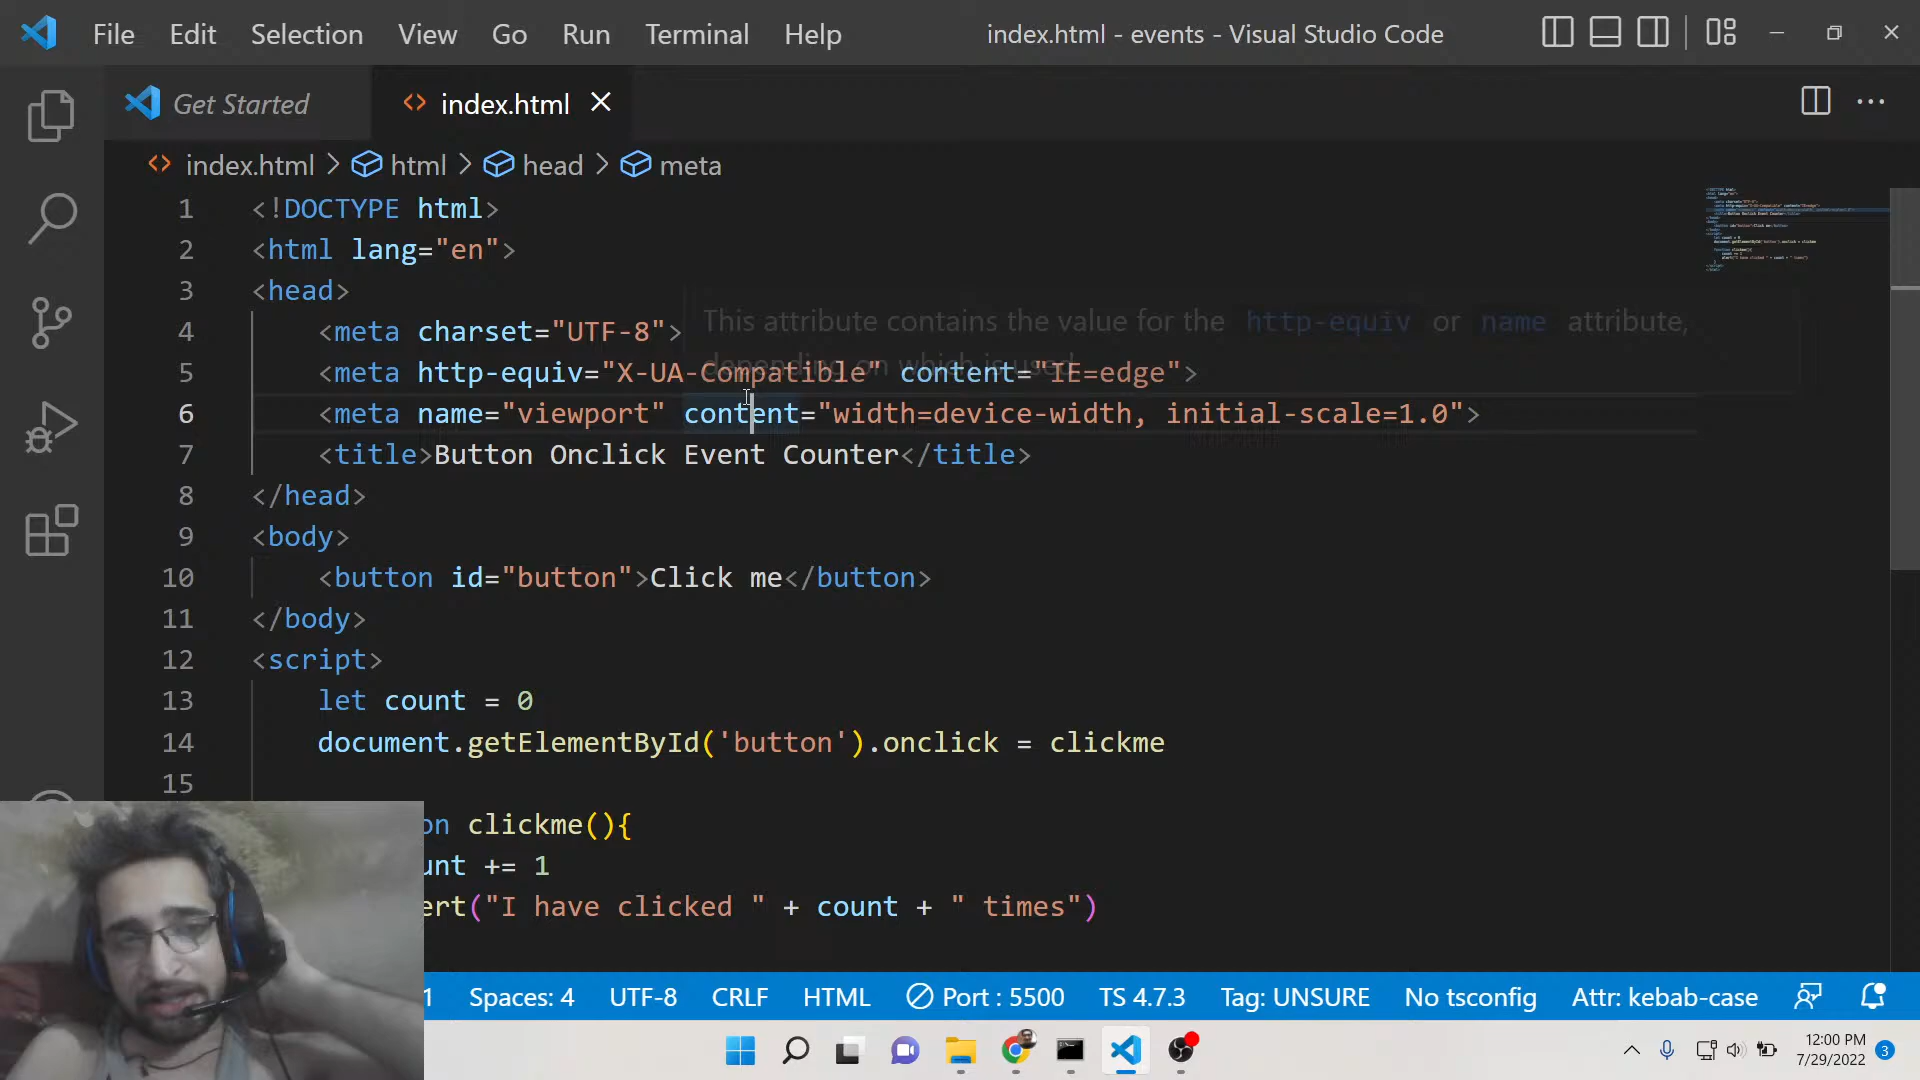 File Edit Selection View Go Run Terminal Help index.html - events - Visual Studio Code
Get Started index.html
index.html > html > head > meta
1 <!DOCTYPE html>
2 <html lang="en">
3 <head>
This attribute contains the value for the http-equiv or name attribute,
4 <meta charset="UTF-8">
depending on which is used
5 <meta http-equiv="X-UA-Compatible" content="IE=edge">
6 <meta name="viewport" content="width=device-width, initial-scale=1.0">
7 <title>Button Onclick Event Counter</title>
8 </head>
9 <body>
10 <button id="button">Click me</button>
11 </body>
12 <script>
13 let count = 0
14 document.getElementById('button').onclick = clickme
15
on clickme(){
unt += 1
ert("I have clicked " + count + " times")
1 Spaces: 4 UTF-8 CRLF HTML Port : 5500 TS 4.7.3 Tag: UNSURE No tsconfig Attr: kebab-case
12:00 PM
7/29/2022 3